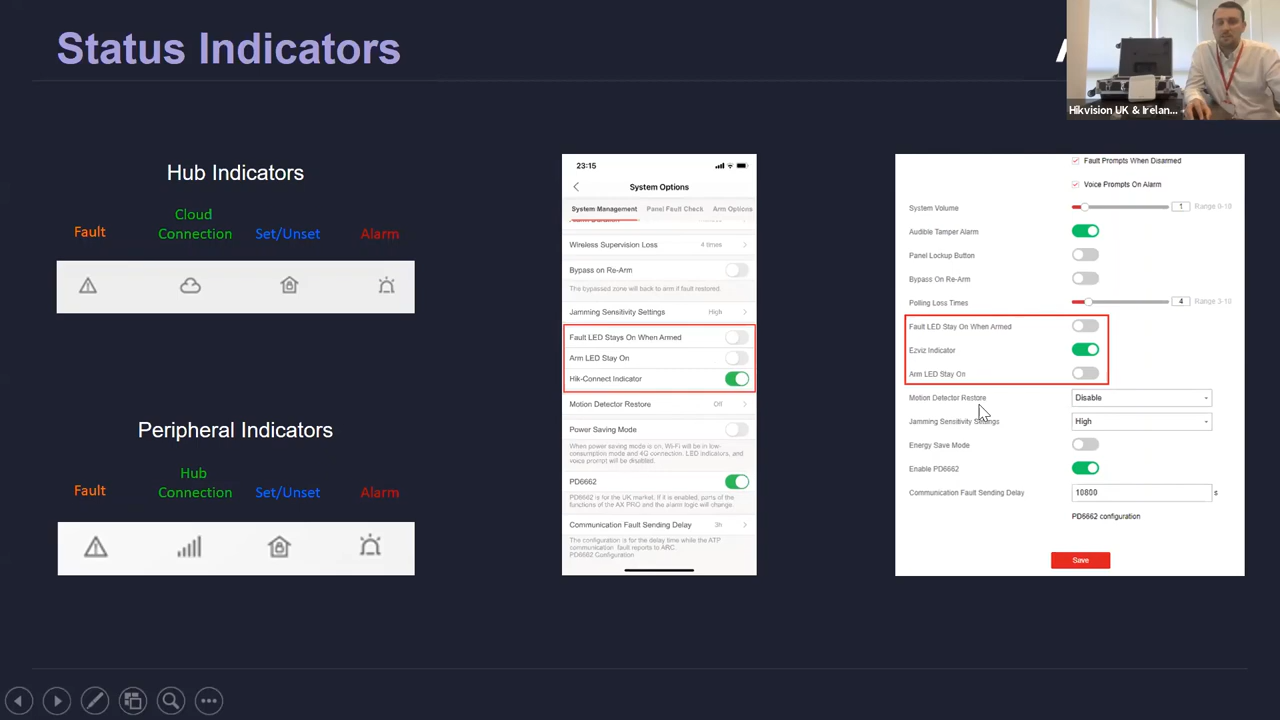 Status Indicators
A
Hikvision UK & Irelan...
Hub Indicators
Fault
Cloud
Connection
Set/Unset
Alarm
Peripheral Indicators
Fault
Hub
Connection
Set/Unset
Alarm
23:15
System Options
System Management
Panel Fault Check
Arm Options
Wireless Supervision Loss
4 times
Bypass on Re-Arm
The bypassed zone will back to arm if fault restored.
Jamming Sensitivity Settings
High
Fault LED Stays On When Armed
Arm LED Stay On
Hik-Connect Indicator
Motion Detector Restore
Off
Power Saving Mode
When power saving mode is on, Wi-Fi will be in low-
consumption mode and 4G connection, LED indicators, and
voice prompt will be disabled.
PD6662
PD6662 is for the UK market. If it is enabled, parts of the
functions of the AX PRO and the alarm logic will change.
Communication Fault Sending Delay
3h
The configuration is for the delay time while the ATP
communication fault reports to ARC.
PD6662 Configuration
Fault Prompts When Disarmed
Voice Prompts On Alarm
System Volume
1
Range 0-10
Audible Tamper Alarm
Panel Lockup Button
Bypass On Re-Arm
Polling Loss Times
4
Range 3-10
Fault LED Stay On When Armed
Ezviz Indicator
Arm LED Stay On
Motion Detector Restore
Disable
Jamming Sensitivity Settings
High
Energy Save Mode
Enable PD6662
Communication Fault Sending Delay
10800
s
PD6662 configuration
Save